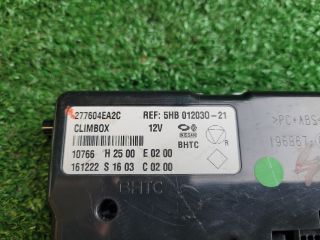 277604EA2C REF: 5HB 012030-21
CLIMBOX 12V NISSAN
BHTC R
10766 H 25 00 E 02 00
161222 S 16 03 C 02 00
BHTC
>PC+ABS